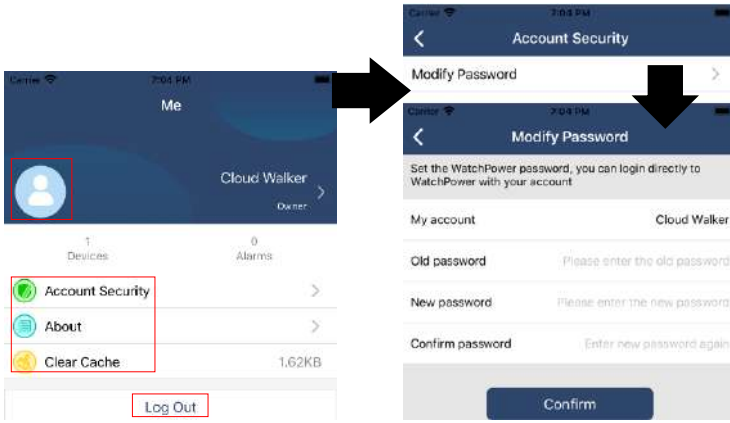 Carrier 7:04 PM
Me
Cloud Walker
Owner
1 0
Devices Alarms
Account Security
About
Clear Cache 1.62KB
Log Out
Carrier 7:04 PM
Account Security
Modify Password
Carrier 7:04 PM
Modify Password
Set the WatchPower password, you can login directly to
WatchPower with your account
My account Cloud Walker
Old password Please enter the old password
New password Please enter the new password
Confirm password Enter new password again
Confirm